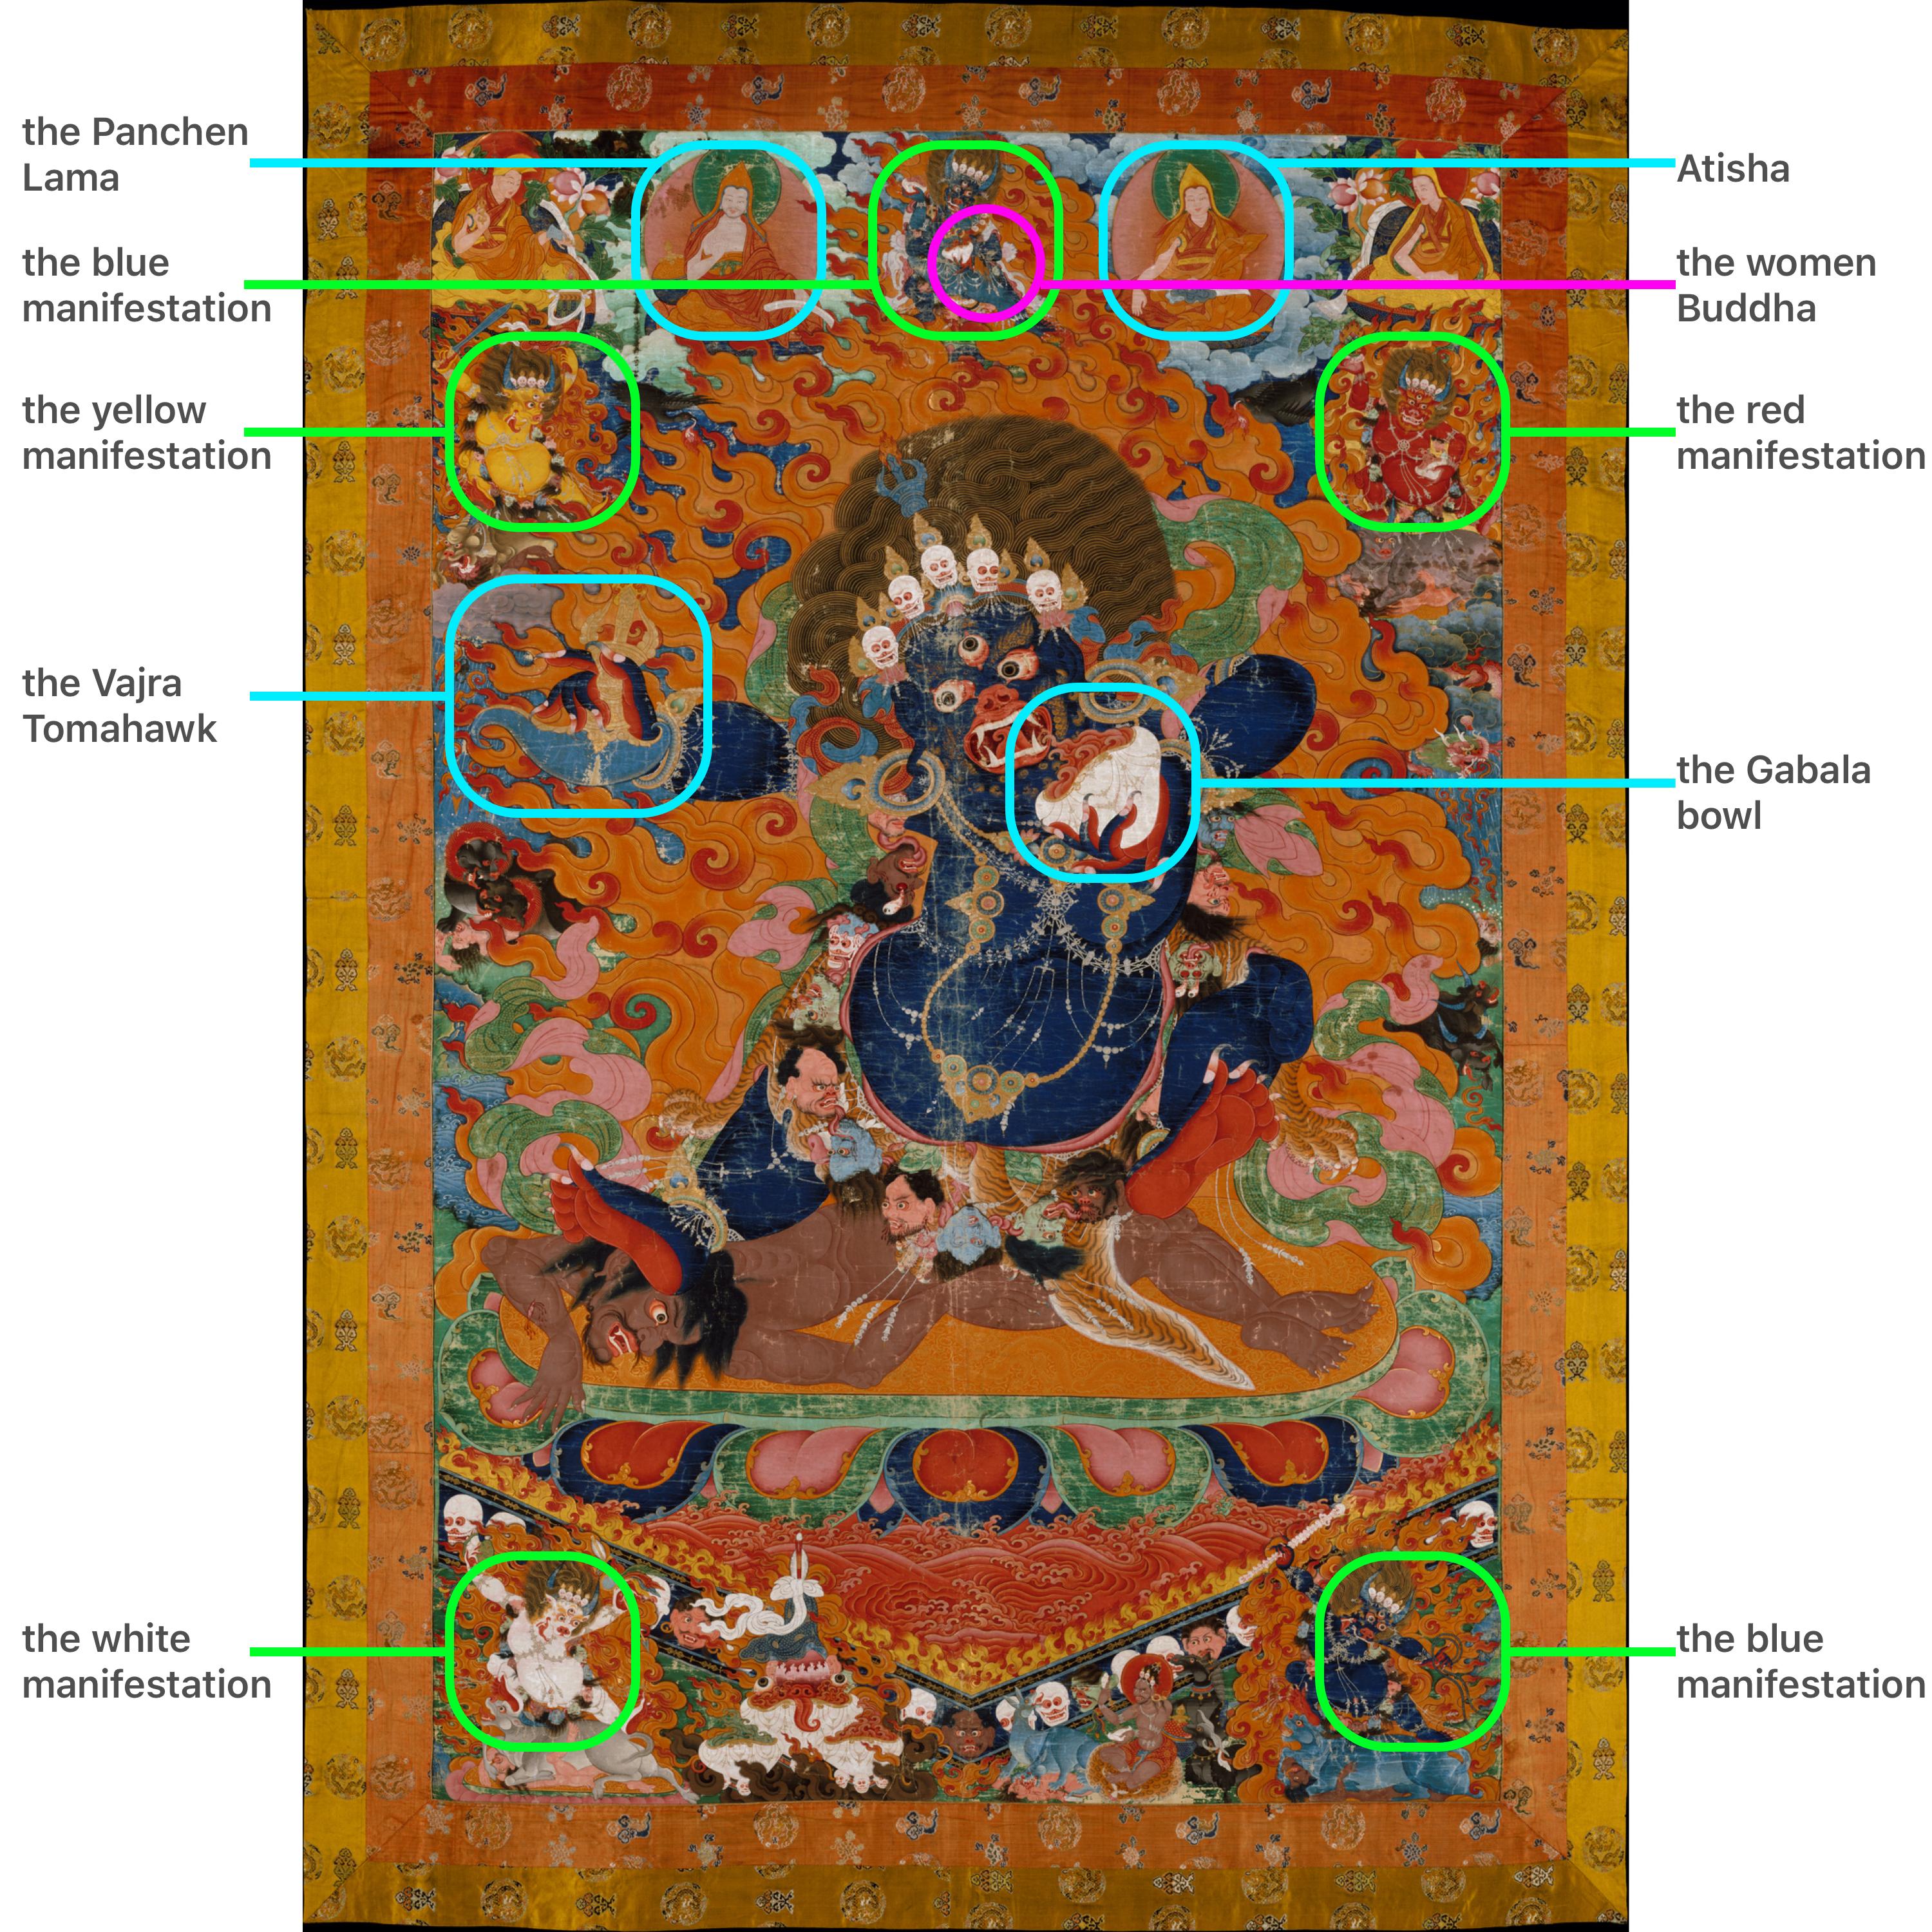 the Panchen
Lama
the blue
manifestation
the yellow
manifestation
the Vajra
Tomahawk
the white
manifestation
Atisha
the women
Buddha
the red
manifestation
the Gabala
bowl
the blue
manifestation